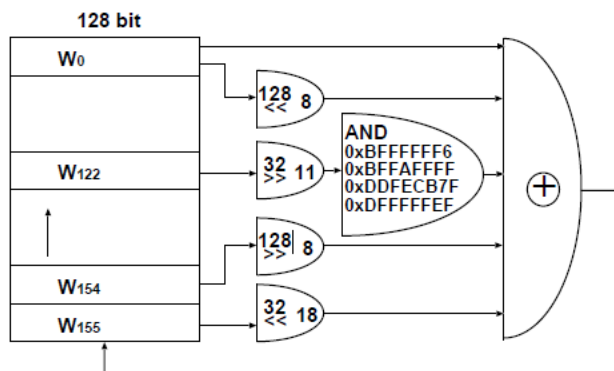 128 bit
W0
128
<< 8
AND
0xBFFFFFF6
0xBFFAFFFF
0xDDFECB7F
0xDFFFFFEF
32
>> 11
W122
+
128
>> 8
W154
32
<< 18
W155